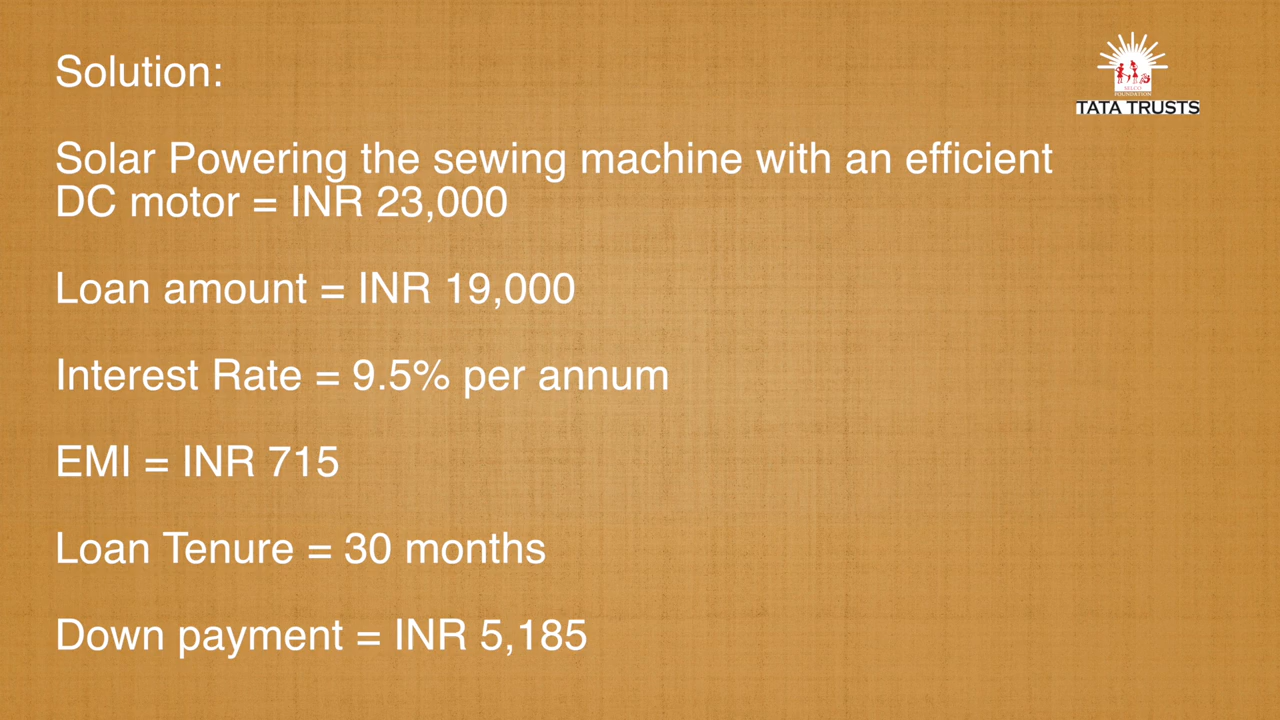 Solution:
SELCO
FOUNDATION
TATA TRUSTS
Solar Powering the sewing machine with an efficient
DC motor = INR 23,000
Loan amount = INR 19,000
Interest Rate = 9.5% per annum
EMI = INR 715
Loan Tenure = 30 months
Down payment = INR 5,185